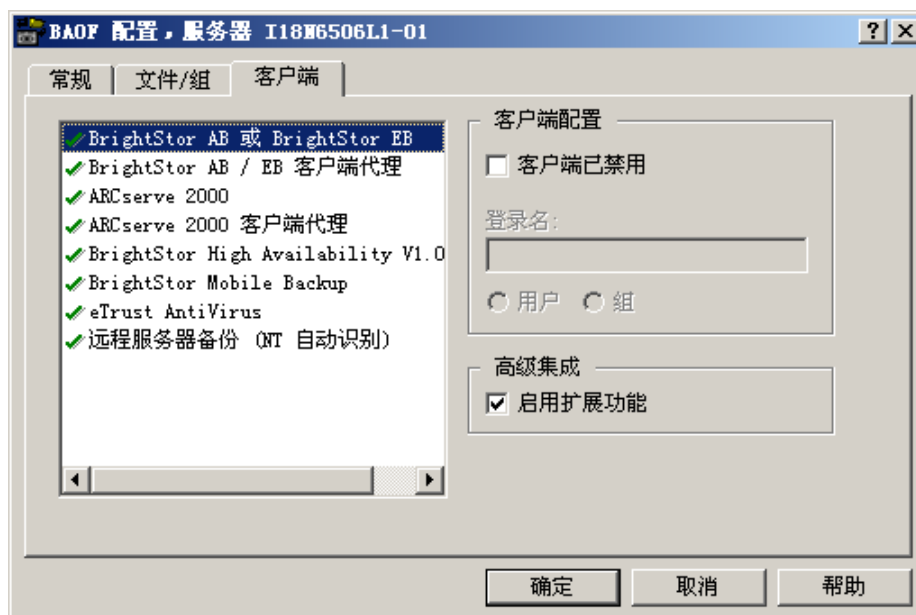 BAOF 配置，服务器 I18N6506L1-01
常规
文件/组
客户端
BrightStor AB 或 BrightStor EB
BrightStor AB / EB 客户端代理
ARCserve 2000
ARCserve 2000 客户端代理
BrightStor High Availability V1.0
BrightStor Mobile Backup
eTrust AntiVirus
远程服务器备份 (NT 自动识别)
客户端配置
客户端已禁用
登录名:
用户 组
高级集成
启用扩展功能
确定 取消 帮助